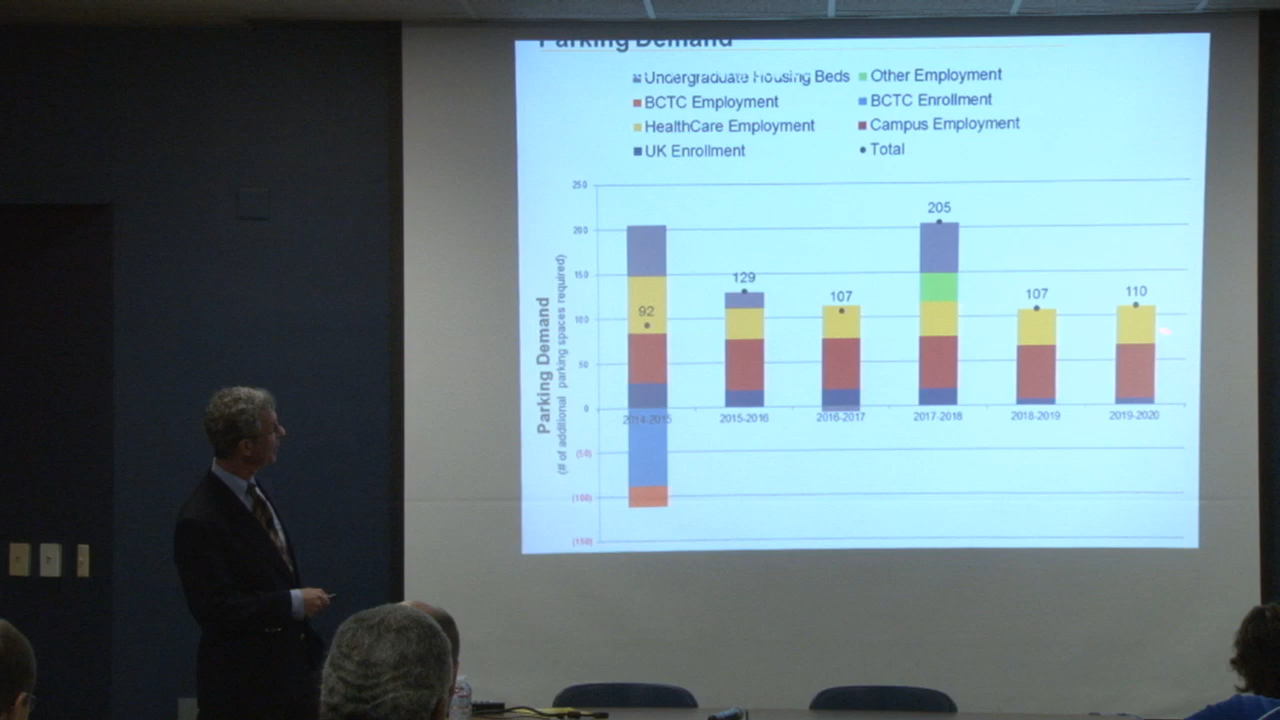 Parking Demand
Undergraduate Housing Beds
Other Employment
BCTC Employment
BCTC Enrollment
HealthCare Employment
Campus Employment
UK Enrollment
Total
Parking Demand
(# of additional parking spaces required)
250
200
150
100
50
0
(50)
(100)
(150)
92
129
107
205
107
110
2014-2015
2015-2016
2016-2017
2017-2018
2018-2019
2019-2020